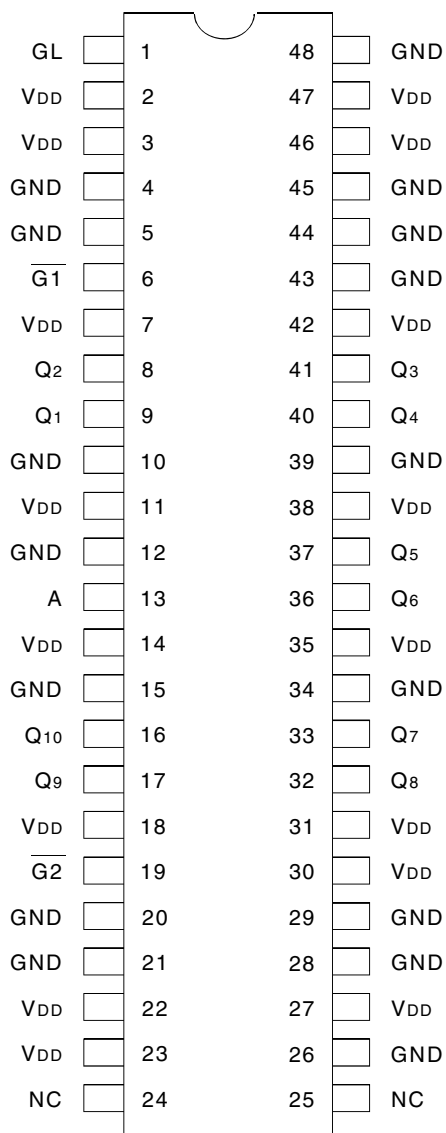 GL 1 48 GND
VDD 2 47 VDD
VDD 3 46 VDD
GND 4 45 GND
GND 5 44 GND
G1 6 43 GND
VDD 7 42 VDD
Q2 8 41 Q3
Q1 9 40 Q4
GND 10 39 GND
VDD 11 38 VDD
GND 12 37 Q5
A 13 36 Q6
VDD 14 35 VDD
GND 15 34 GND
Q10 16 33 Q7
Q9 17 32 Q8
VDD 18 31 VDD
G2 19 30 VDD
GND 20 29 GND
GND 21 28 GND
VDD 22 27 VDD
VDD 23 26 GND
NC 24 25 NC